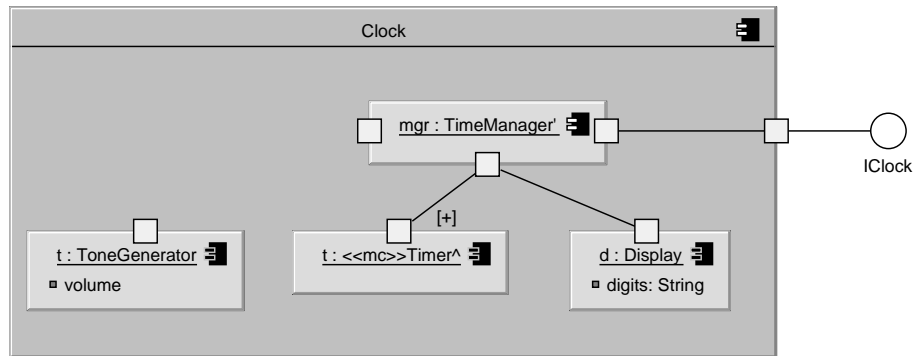 Clock
mgr : TimeManager'
IClock
[+]
t : ToneGenerator
volume
t : <<mc>>Timer^
d : Display
digits: String